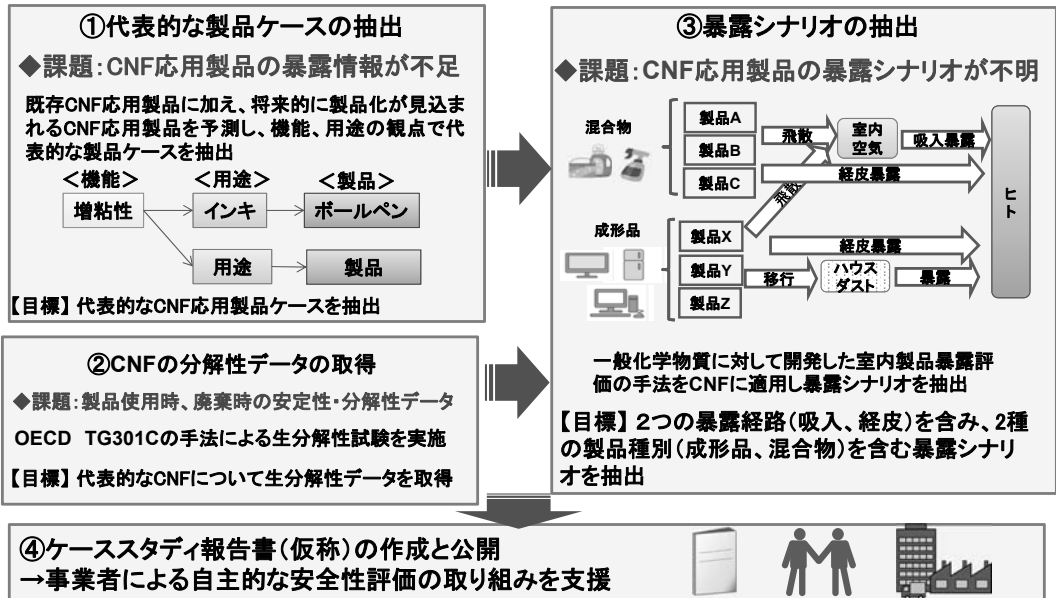 ①代表的な製品ケースの抽出
◆課題:CNF応用製品の暴露情報が不足
既存CNF応用製品に加え、将来的に製品化が見込ま
れるCNF応用製品を予測し、機能、用途の観点で代
表的な製品ケースを抽出
<機能>
<用途>
<製品>
増粘性
インキ
ボールペン
用途
製品
【目標】代表的なCNF応用製品ケースを抽出
②CNFの分解性データの取得
◆課題:製品使用時、廃棄時の安定性・分解性データ
OECD TG301Cの手法による生分解性試験を実施
【目標】代表的なCNFについて生分解性データを取得
③暴露シナリオの抽出
◆課題:CNF応用製品の暴露シナリオが不明
混合物
製品A
製品B
製品C
飛散
室内
空気
吸入暴露
経皮暴露
飛散
ヒト
成形品
製品X
製品Y
製品Z
経皮暴露
移行
ハウス
ダスト
暴露
一般化学物質に対して開発した室内製品暴露評
価の手法をCNFに適用し暴露シナリオを抽出
【目標】2つの暴露経路(吸入、経皮)を含み、2種
の製品種別(成形品、混合物)を含む暴露シナリ
オを抽出
④ケーススタディ報告書(仮称)の作成と公開
→事業者による自主的な安全性評価の取り組みを支援